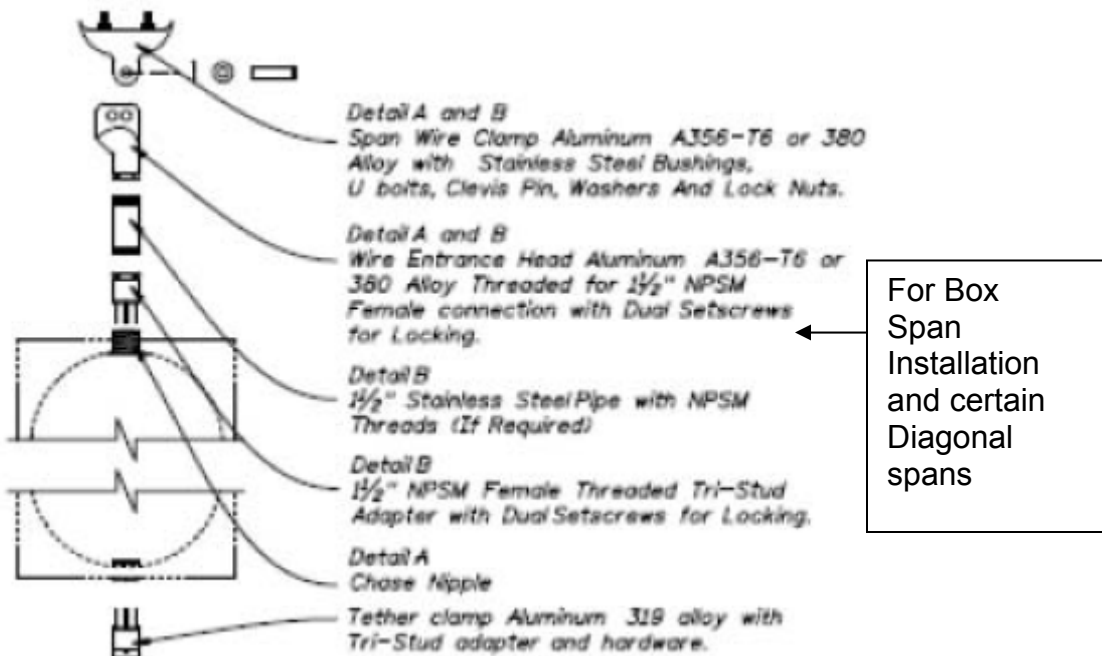 Detail A and B
Span Wire Clamp Aluminum A356-T6 or 380
Alloy with Stainless Steel Bushings,
U bolts, Clevis Pin, Washers And Lock Nuts.
Detail A and B
Wire Entrance Head Aluminum A356-T6 or
380 Alloy Threaded for 1½" NPSM
Female connection with Dual Setscrews
for Locking.
Detail B
1½" Stainless Steel Pipe with NPSM
Threads (If Required)
Detail B
1½" NPSM Female Threaded Tri-Stud
Adapter with Dual Setscrews for Locking.
Detail A
Chase Nipple
Tether clamp Aluminum 319 alloy with
Tri-Stud adapter and hardware.
For Box
Span
Installation
and certain
Diagonal
spans